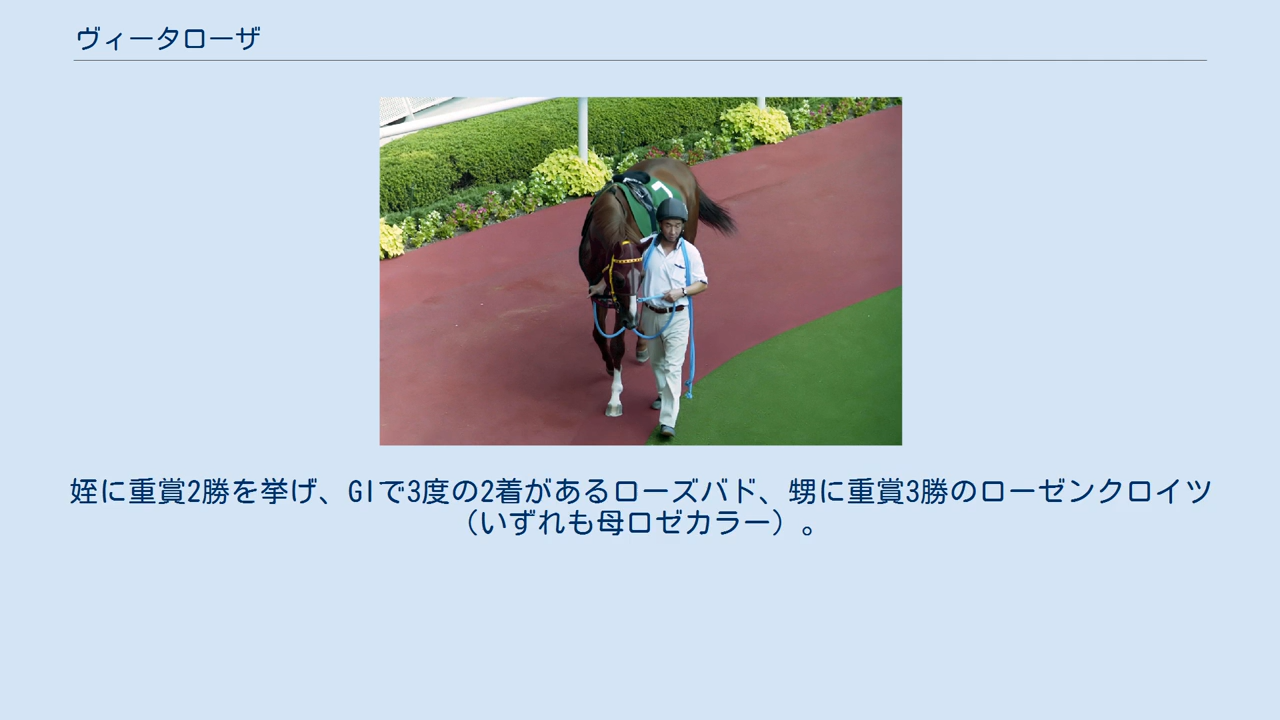 ヴィータローザ
7
姪に重賞2勝を挙げ、GIで3度の2着があるローズバド、甥に重賞3勝のローゼンクロイツ
（いずれも母ロゼカラー）。